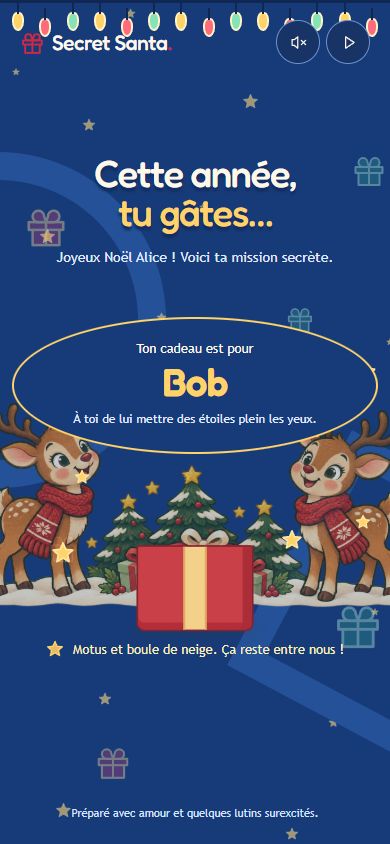 Secret Santa.
Cette année,
tu gâtes...
Joyeux Noël Alice ! Voici ta mission secrète.
Ton cadeau est pour
Bob
À toi de lui mettre des étoiles plein les yeux.
Motus et boule de neige. Ça reste entre nous !
Préparé avec amour et quelques lutins surexcités.